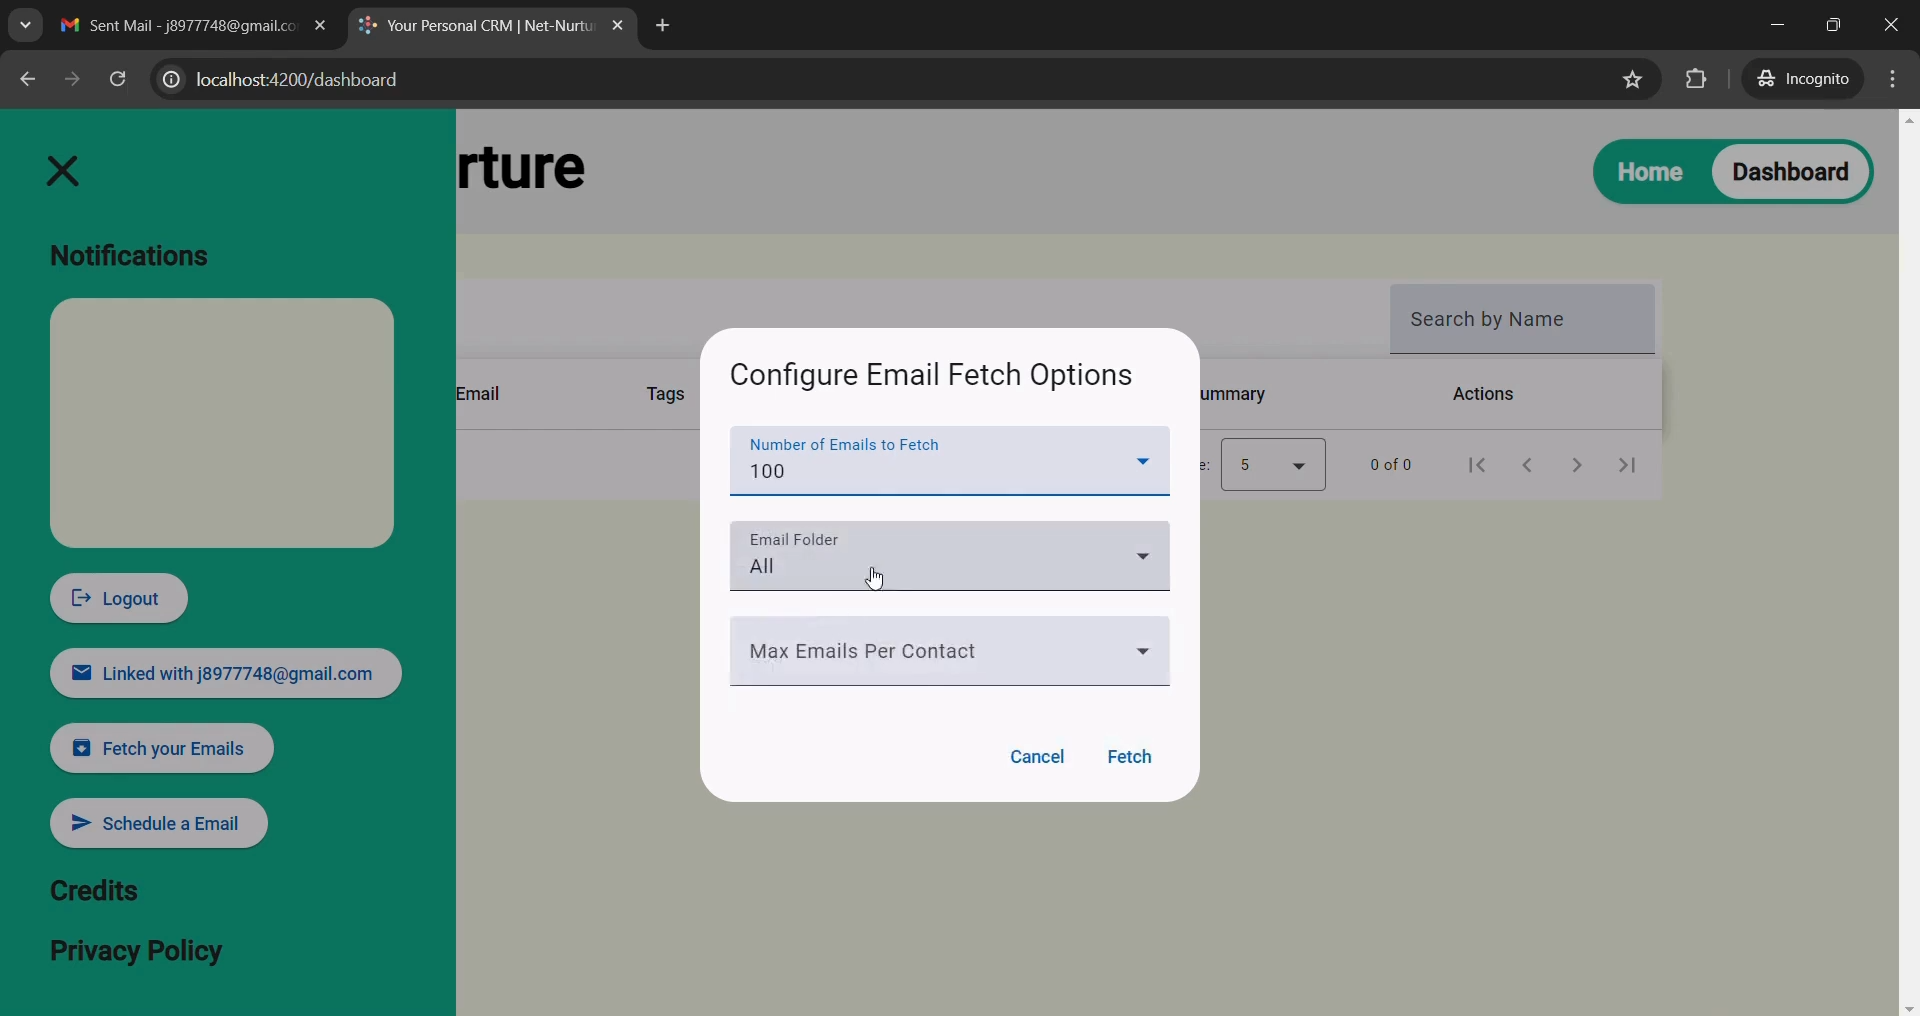 Sent Mail - j8977748@gmail.co
Your Personal CRM | Net-Nurtu
localhost:4200/dashboard
Incognito
rture
Home
Dashboard
Notifications
Search by Name
Email
Tags
ummary
Actions
e:
5
0 of 0
Configure Email Fetch Options
Number of Emails to Fetch
100
Email Folder
All
Max Emails Per Contact
Cancel
Fetch
Logout
Linked with j8977748@gmail.com
Fetch your Emails
Schedule a Email
Credits
Privacy Policy